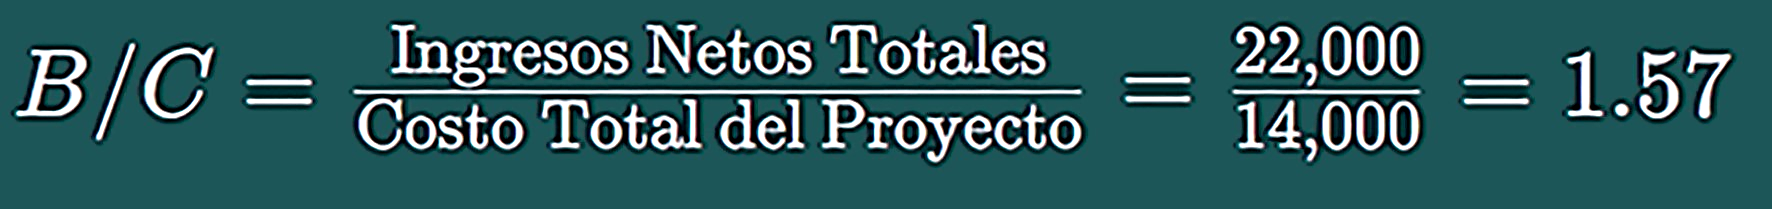 B/C = Ingresos Netos Totales / Costo Total del Proyecto = 22,000 / 14,000 = 1.57